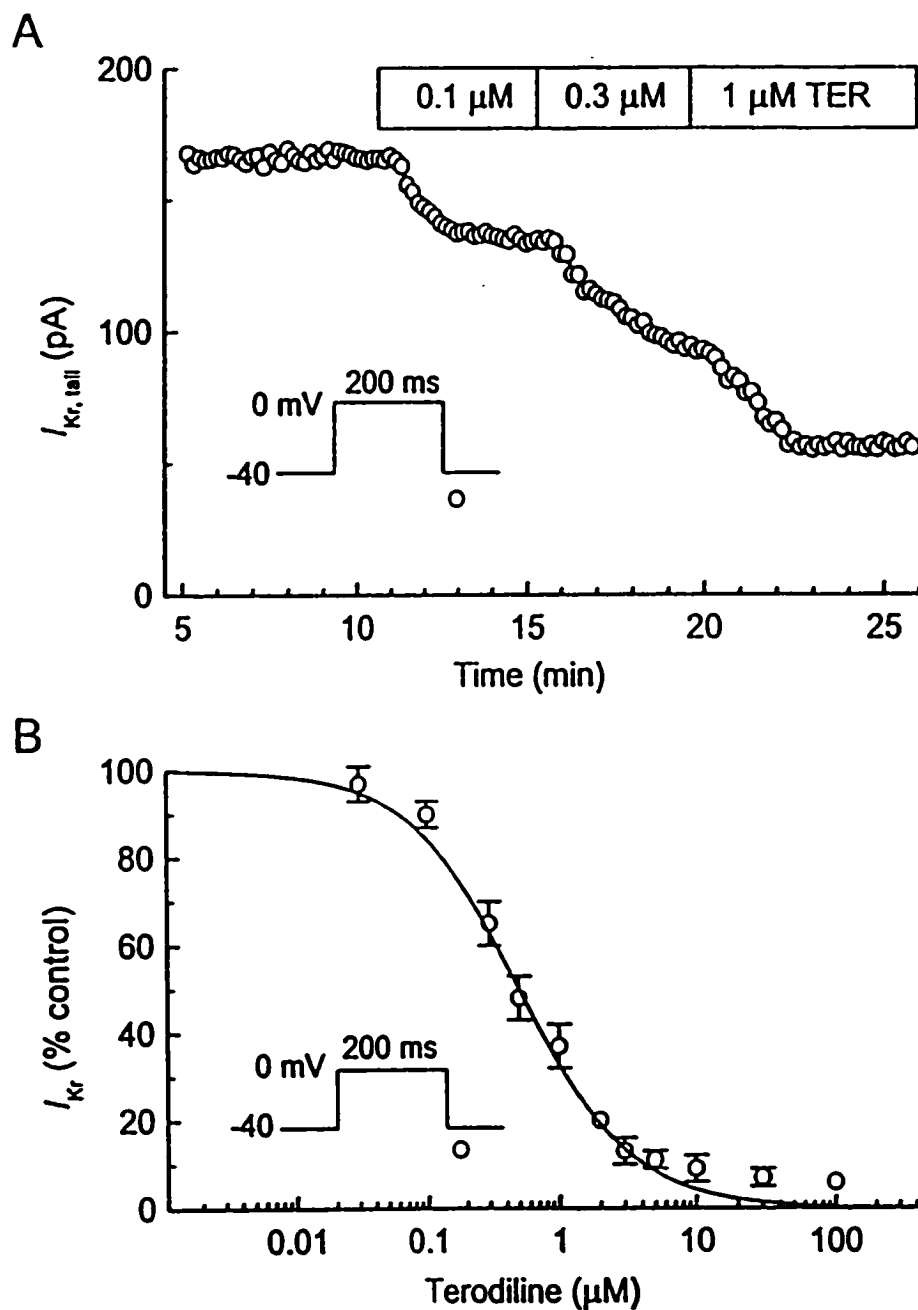 A
200
0.1 μM
0.3 μM
1 μM TER
100
I Kr, tail (pA)
200 ms
0 mV
-40
0
5
10
15
20
25
Time (min)
B
100
80
60
40
20
0
I Kr (% control)
200 ms
0 mV
-40
0.01
0.1
1
10
100
Terodiline (μM)